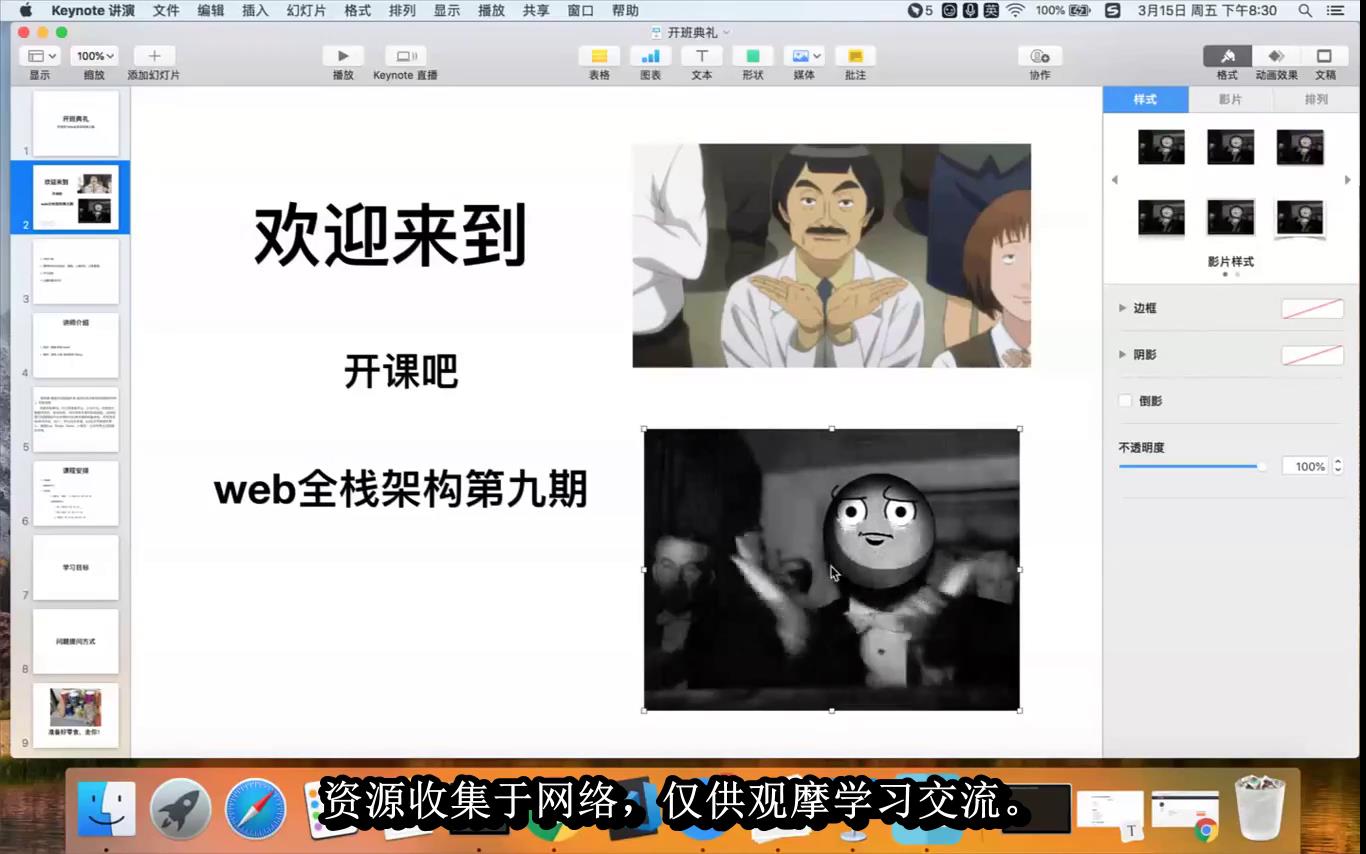 Keynote 讲演 文件 编辑 插入 幻灯片 格式 排列 显示 播放 共享 窗口 帮助 5 英 100% S 3月15日 周五 下午8:30
开班典礼
100%
显示 缩放 添加幻灯片 播放 Keynote 直播 表格 图表 文本 形状 媒体 批注 协作 格式 动画效果 文稿
样式 影片 排列
开班典礼
1
欢迎来到
开课吧
web全栈架构第九期
2
3
讲师介绍
4
5
课程安排
6
学习目标
7
问题提问方式
8
准备好零食，走你！
9
欢迎来到
开课吧
web全栈架构第九期
影片样式
边框
阴影
倒影
不透明度
100%
资源收集于网络，仅供观摩学习交流。
T